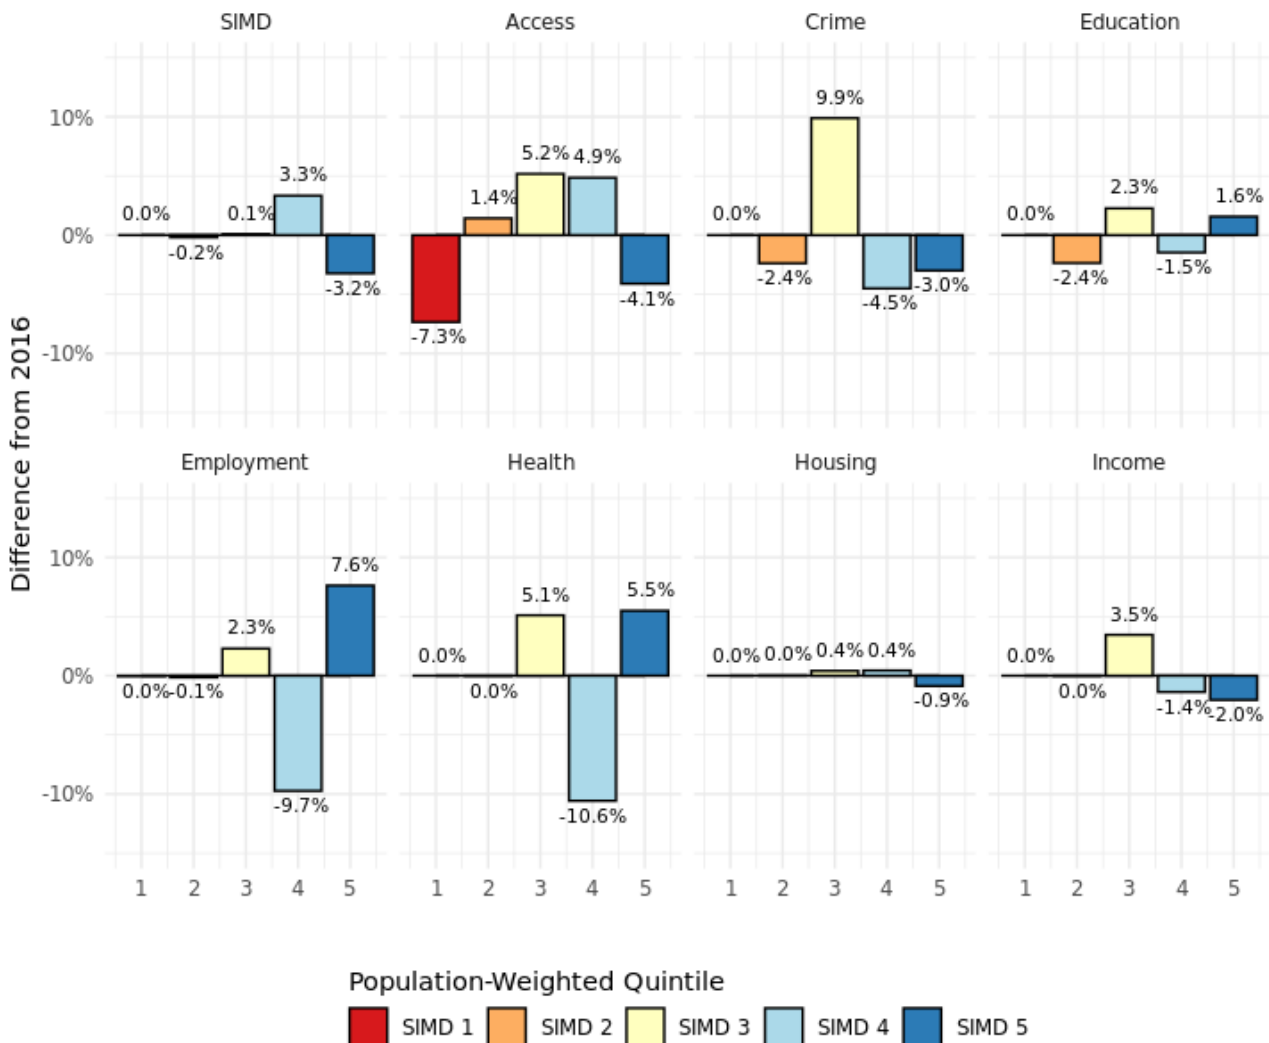 SIMD Access Crime Education
9.9%
10%
5.2% 4.9%
3.3%
2.3%
1.4% 1.6%
0.0% 0.1% 0.0% 0.0%
0%
-0.2% -2.4% -2.4% -1.5%
-3.2% -4.1% -4.5% -3.0%
-7.3%
-10%
Difference from 2016
Employment Health Housing Income
10%
7.6%
5.1% 5.5%
2.3% 3.5%
0.0% 0.0% 0.0% 0.4% 0.4% 0.0%
0%
0.0% -0.1% 0.0% -0.9% 0.0% -1.4% -2.0%
-10%
-9.7% -10.6%
1 2 3 4 5 1 2 3 4 5 1 2 3 4 5 1 2 3 4 5
Population-Weighted Quintile
SIMD 1 SIMD 2 SIMD 3 SIMD 4 SIMD 5